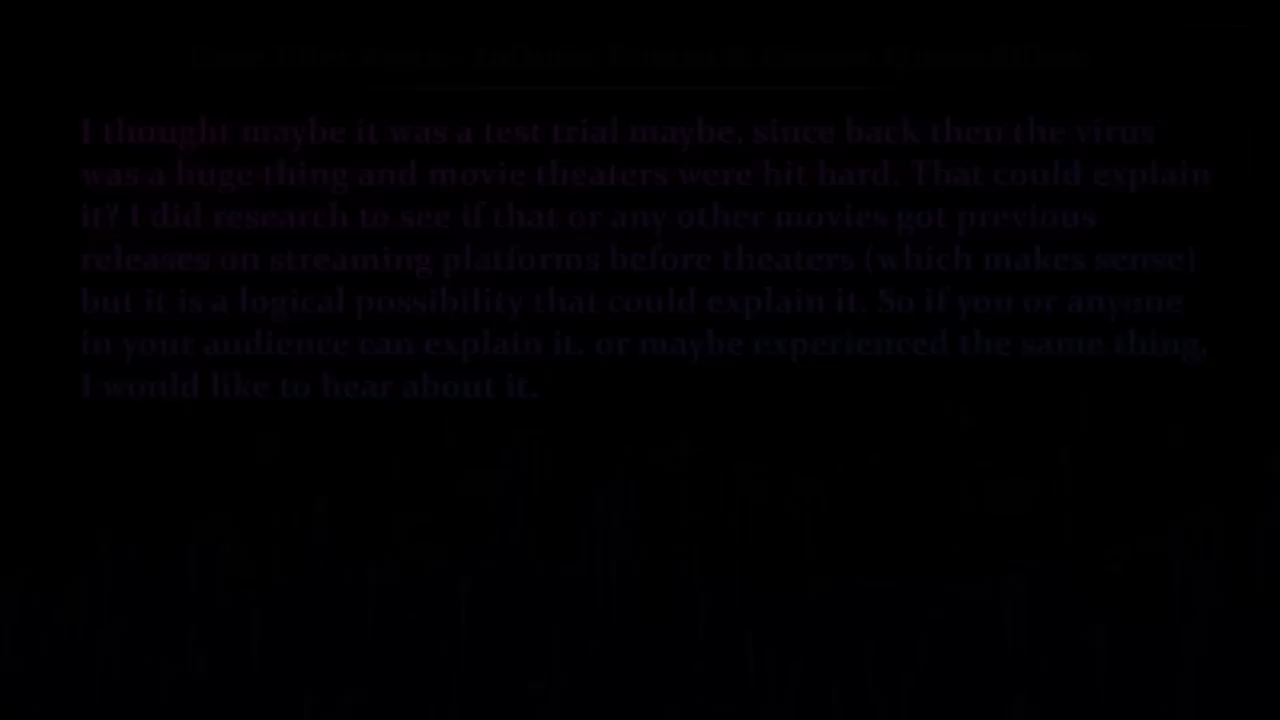 I thought maybe it was a test trial maybe, since back then the virus
was a huge thing and movie theaters were hit hard. That could explain
it? I did research to see if that or any other movies got previous
releases on streaming platforms before theaters (which makes sense)
but it is a logical possibility that could explain it. So if you or anyone
in your audience can explain it, or maybe experienced the same thing,
I would like to hear about it.